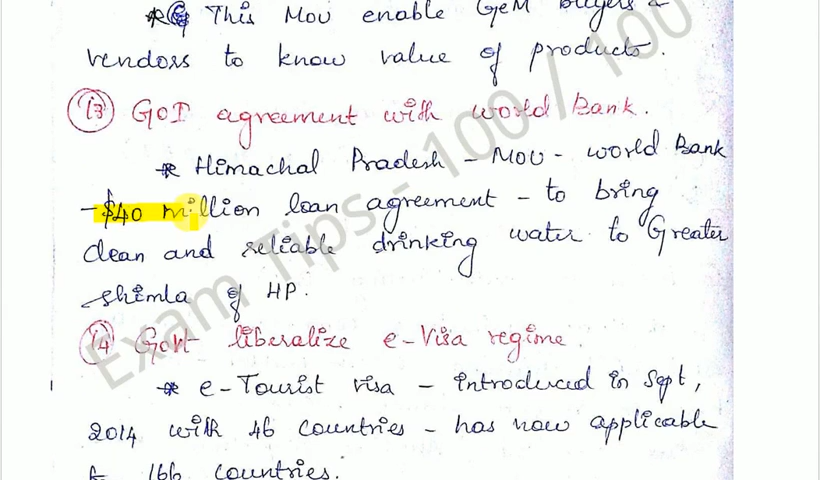 * This MoU enable GeM buyers &
vendors to know value of products.
(13) GoI agreement with world Bank.
* Himachal Pradesh - MoU - world Bank
- $40 million loan agreement - to bring
clean and reliable drinking water to Greater
shimla of HP.
(14) Govt liberalize e-Visa regime.
* e-Tourist visa - introduced in Sept,
2014 with 46 countries - has now applicable
to 166 countries.
Exam Tips - 100 / 100